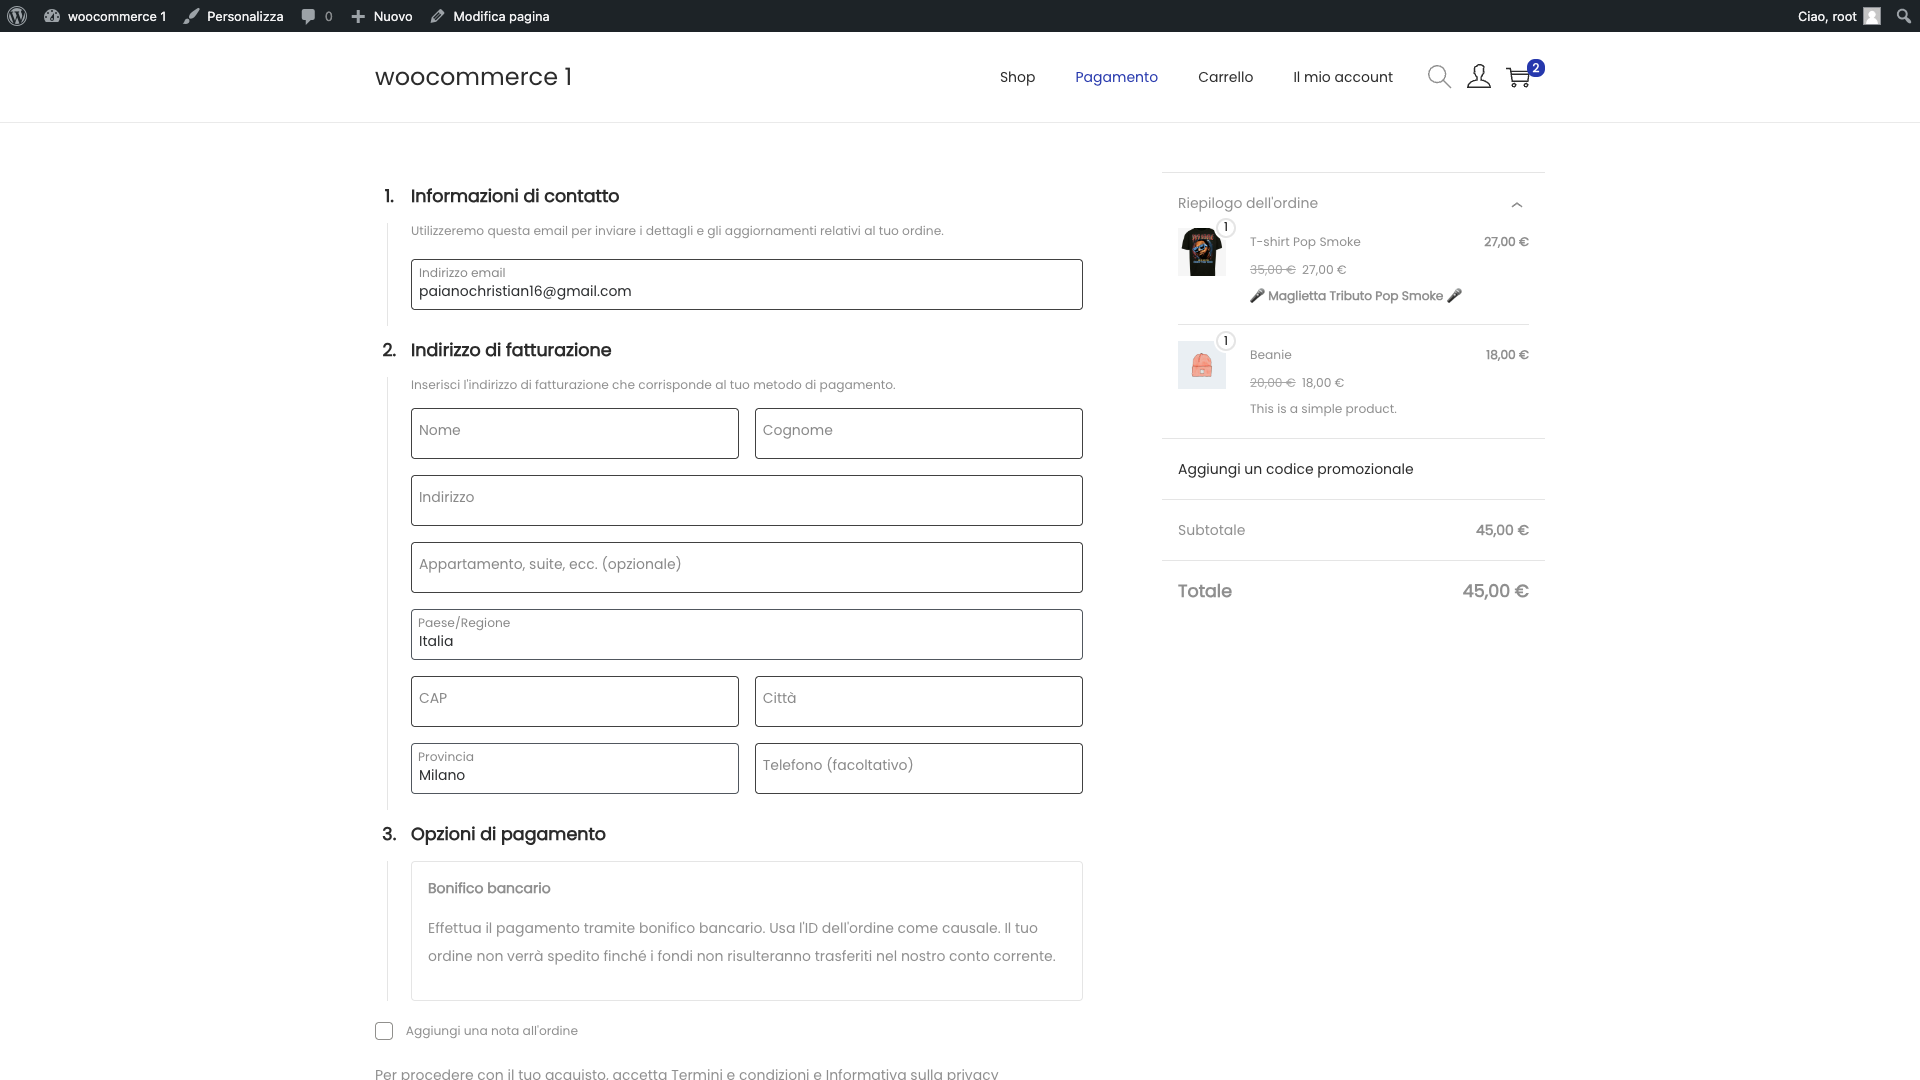 woocommerce 1 Personalizza 0 Nuovo Modifica pagina Ciao, root
woocommerce 1 Shop Pagamento Carrello Il mio account 2
1. Informazioni di contatto
Utilizzeremo questa email per inviare i dettagli e gli aggiornamenti relativi al tuo ordine.
Indirizzo email
paianochristian16@gmail.com
2. Indirizzo di fatturazione
Inserisci l'indirizzo di fatturazione che corrisponde al tuo metodo di pagamento.
Nome Cognome
Indirizzo
Appartamento, suite, ecc. (opzionale)
Paese/Regione
Italia
CAP Città
Provincia
Milano
Telefono (facoltativo)
3. Opzioni di pagamento
Bonifico bancario
Effettua il pagamento tramite bonifico bancario. Usa l'ID dell'ordine come causale. Il tuo
ordine non verrà spedito finché i fondi non risulteranno trasferiti nel nostro conto corrente.
Aggiungi una nota all'ordine
Per procedere con il tuo acquisto, accetta Termini e condizioni e Informativa sulla privacy
Riepilogo dell'ordine
1
T-shirt Pop Smoke 27,00 €
35,00 € 27,00 €
🎤 Maglietta Tributo Pop Smoke 🎤
1
Beanie 18,00 €
20,00 € 18,00 €
This is a simple product.
Aggiungi un codice promozionale
Subtotale 45,00 €
Totale 45,00 €